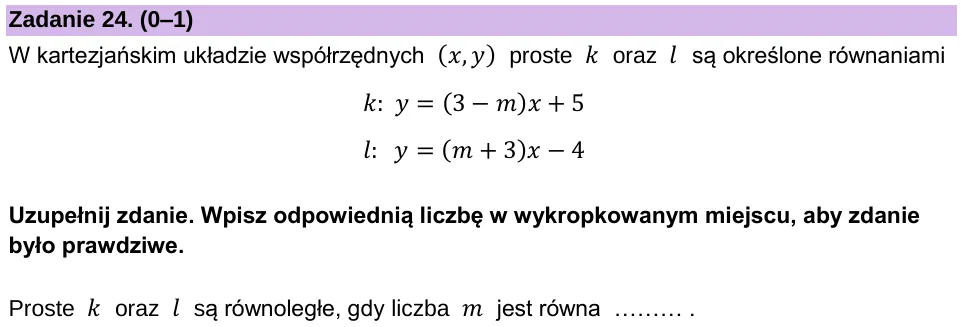 Zadanie 24. (0–1)
W kartezjańskim układzie współrzędnych (x, y) proste k oraz l są określone równaniami
k: y = (3 − m)x + 5
l: y = (m + 3)x − 4
Uzupełnij zdanie. Wpisz odpowiednią liczbę w wykropkowanym miejscu, aby zdanie
było prawdziwe.
Proste k oraz l są równoległe, gdy liczba m jest równa ……… .